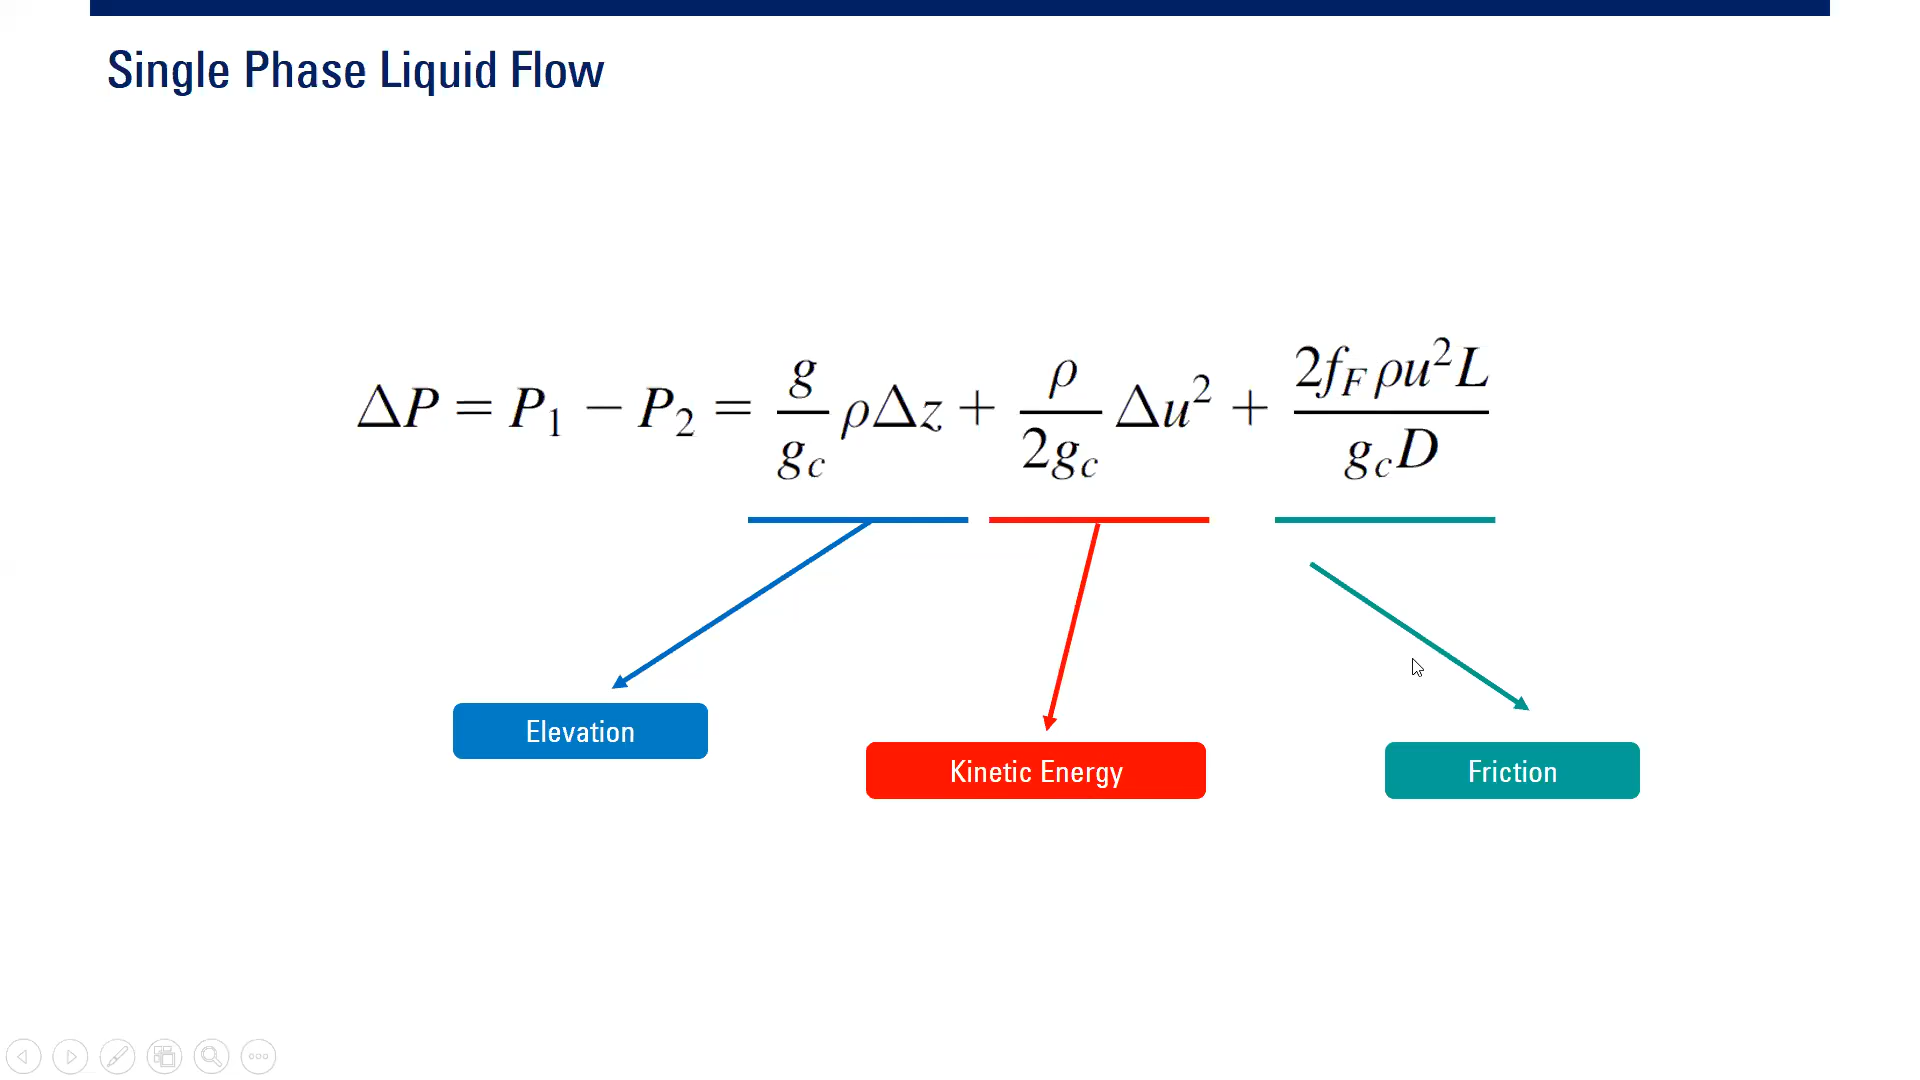 Single Phase Liquid Flow
ΔP = P₁ − P₂ = g/g_c ρΔz + ρ/2g_c Δu² + 2f_F ρu²L/g_c D
Elevation
Kinetic Energy
Friction